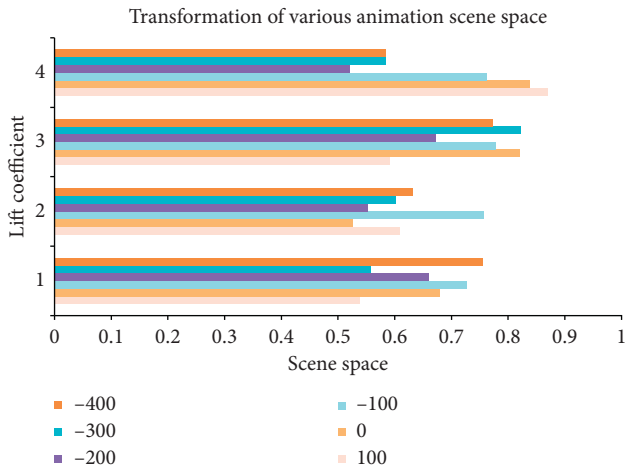 Transformation of various animation scene space
Lift coefficient
4
3
2
1
0 0.1 0.2 0.3 0.4 0.5 0.6 0.7 0.8 0.9 1
Scene space
–400 –100
–300 0
–200 100